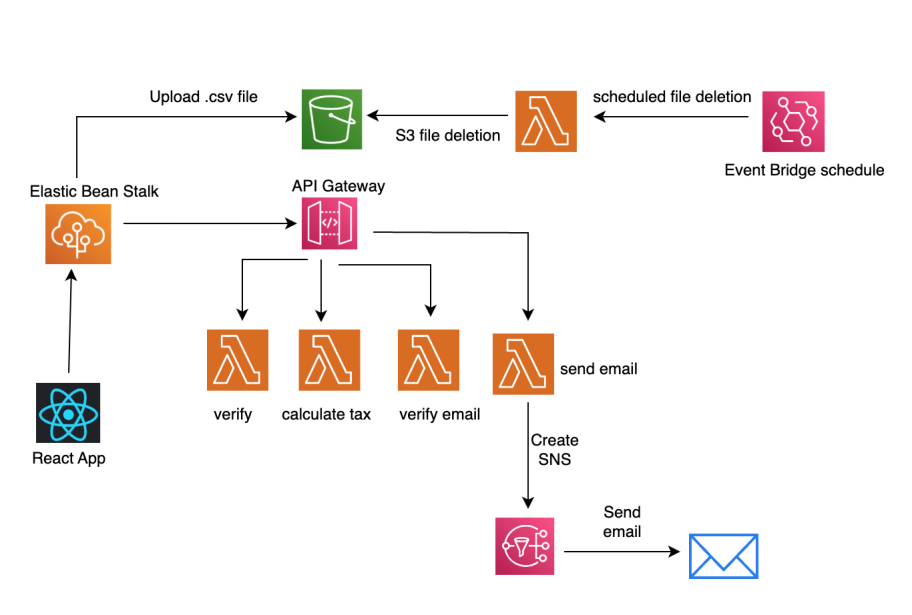 Upload .csv file
scheduled file deletion
S3 file deletion
Event Bridge schedule
Elastic Bean Stalk
API Gateway
</>
send email
verify
calculate tax
verify email
React App
Create
SNS
Send
email